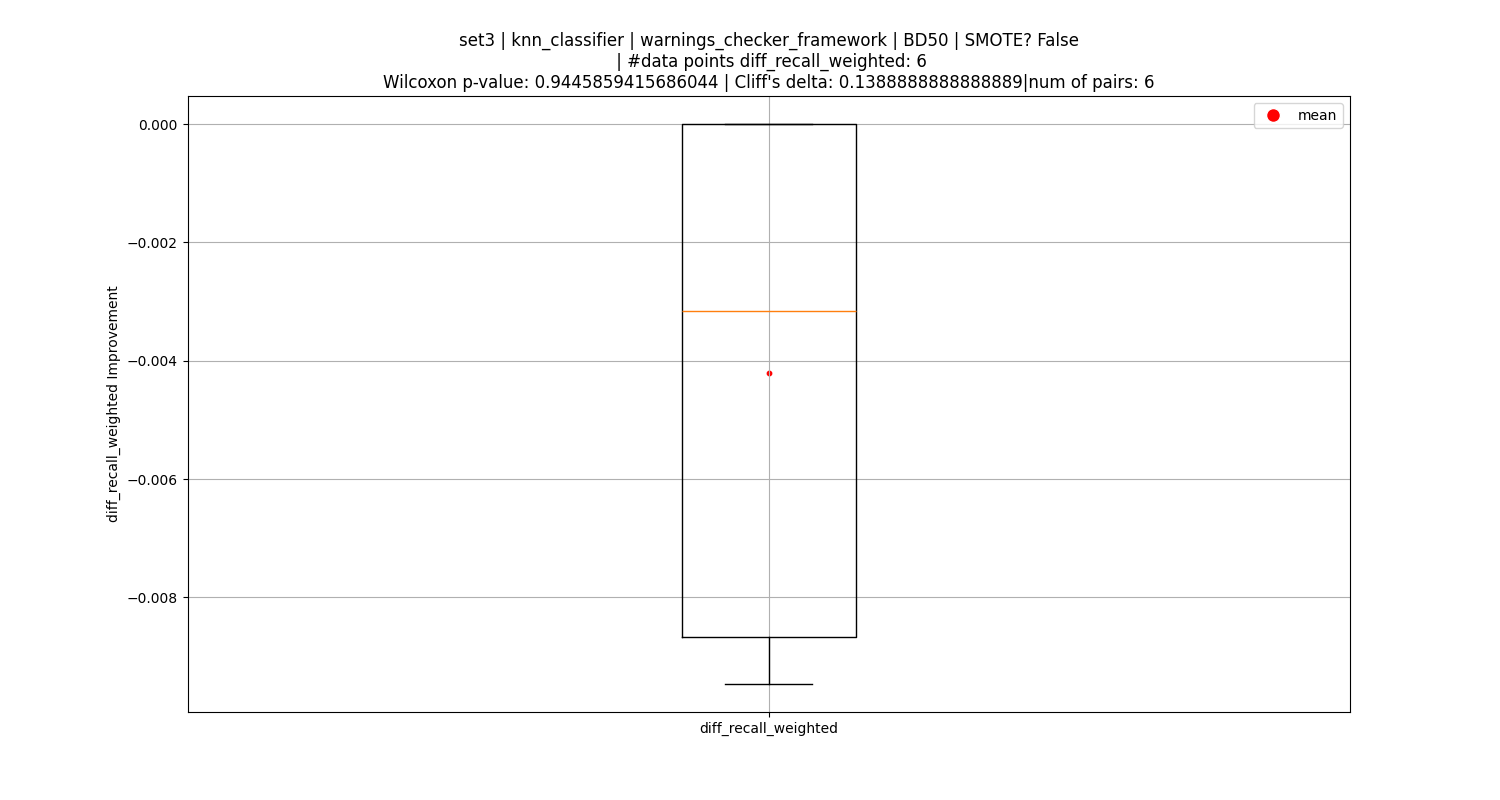 set3 | knn_classifier | warnings_checker_framework | BD50 | SMOTE? False
| #data points diff_recall_weighted: 6
Wilcoxon p-value: 0.9445859415686044 | Cliff's delta: 0.1388888888888889|num of pairs: 6
mean
0.000
−0.002
−0.004
−0.006
−0.008
diff_recall_weighted Improvement
diff_recall_weighted